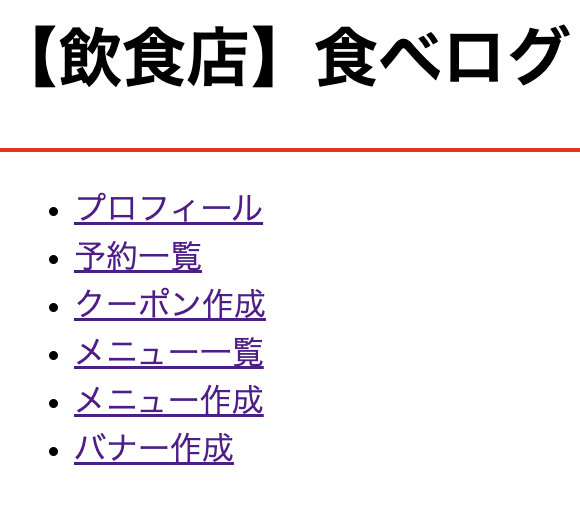 【飲食店】食べログ
プロフィール
予約一覧
クーポン作成
メニュー一覧
メニュー作成
バナー作成